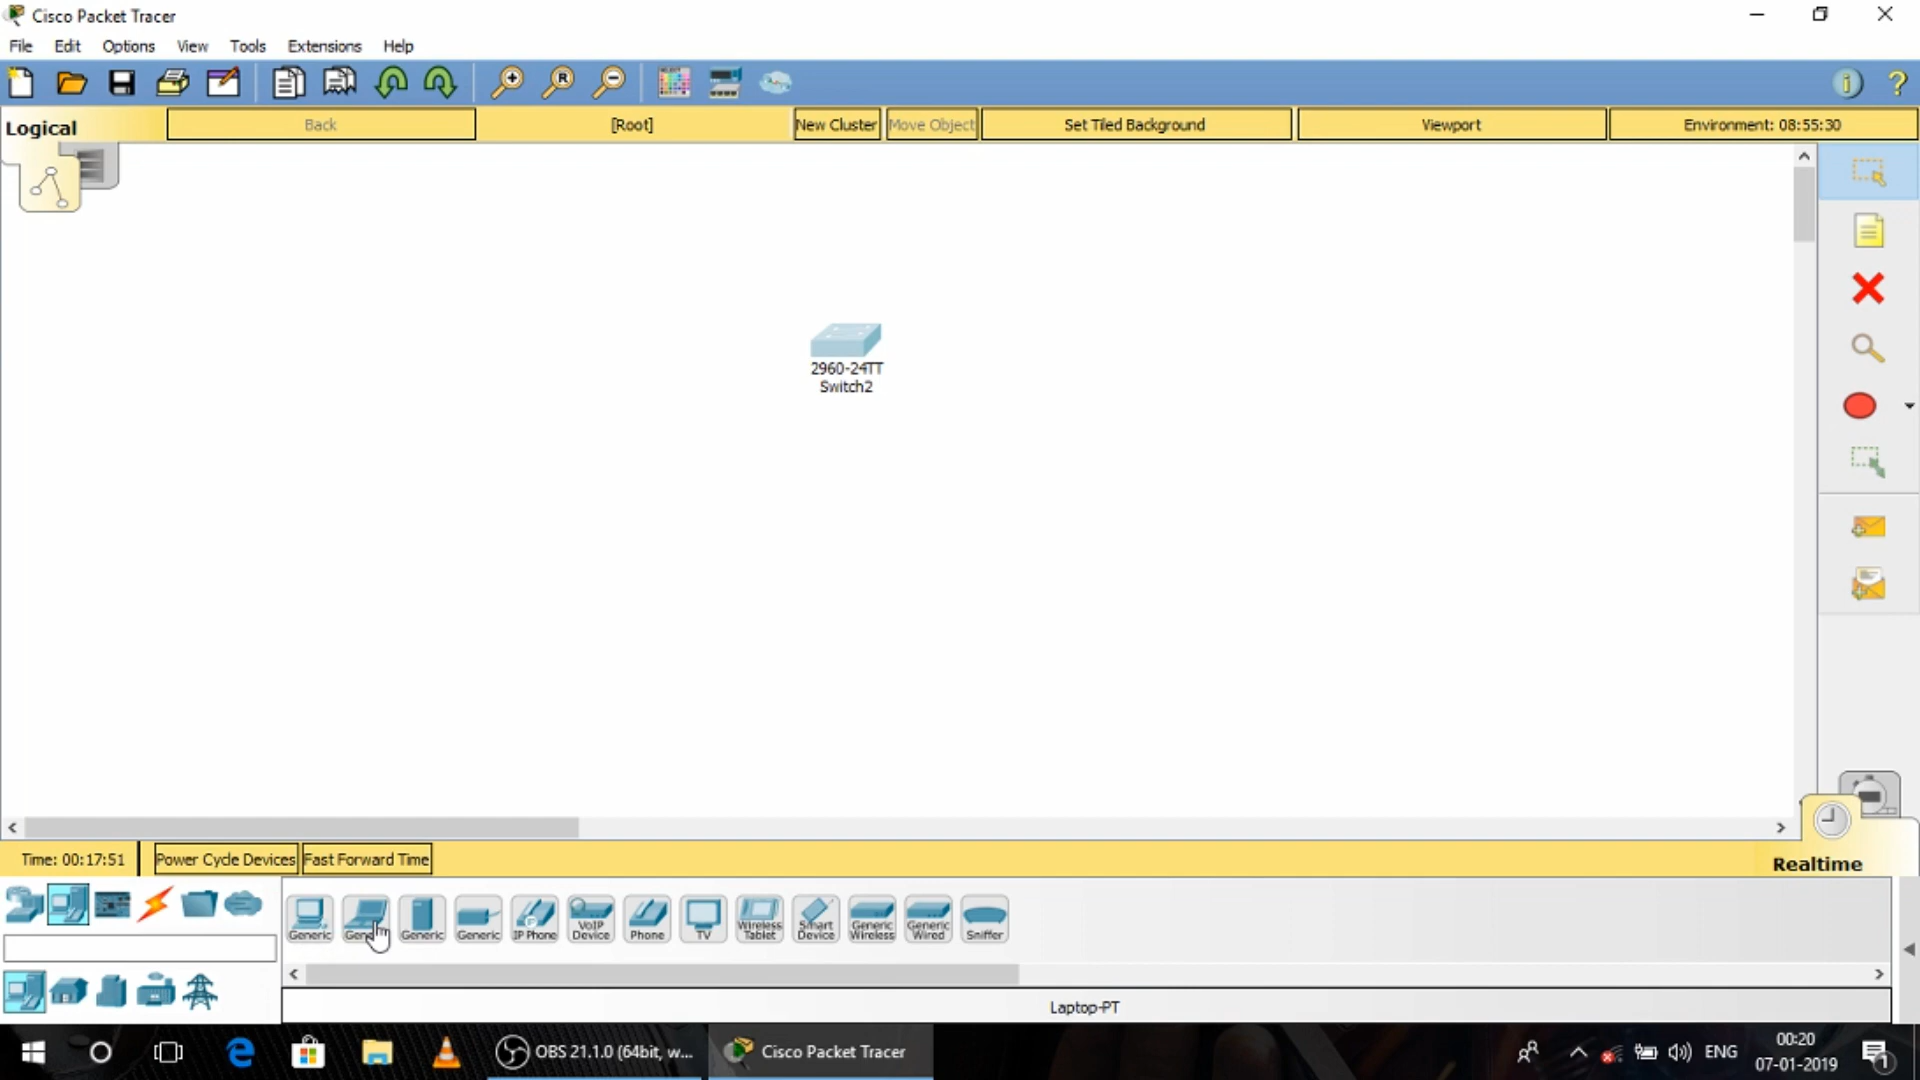 Cisco Packet Tracer
File Edit Options View Tools Extensions Help
Logical Back [Root] New Cluster Move Object Set Tiled Background Viewport Environment: 08:55:30
2960-24TT
Switch2
Time: 00:17:51 Power Cycle Devices Fast Forward Time Realtime
Generic Generic Generic IP Phone VoIP Device Phone TV Wireless Tablet Smart Device Generic Wireless Generic Wired Sniffer
Laptop-PT
OBS 21.1.0 (64bit, w... Cisco Packet Tracer ENG 00:20
07-01-2019